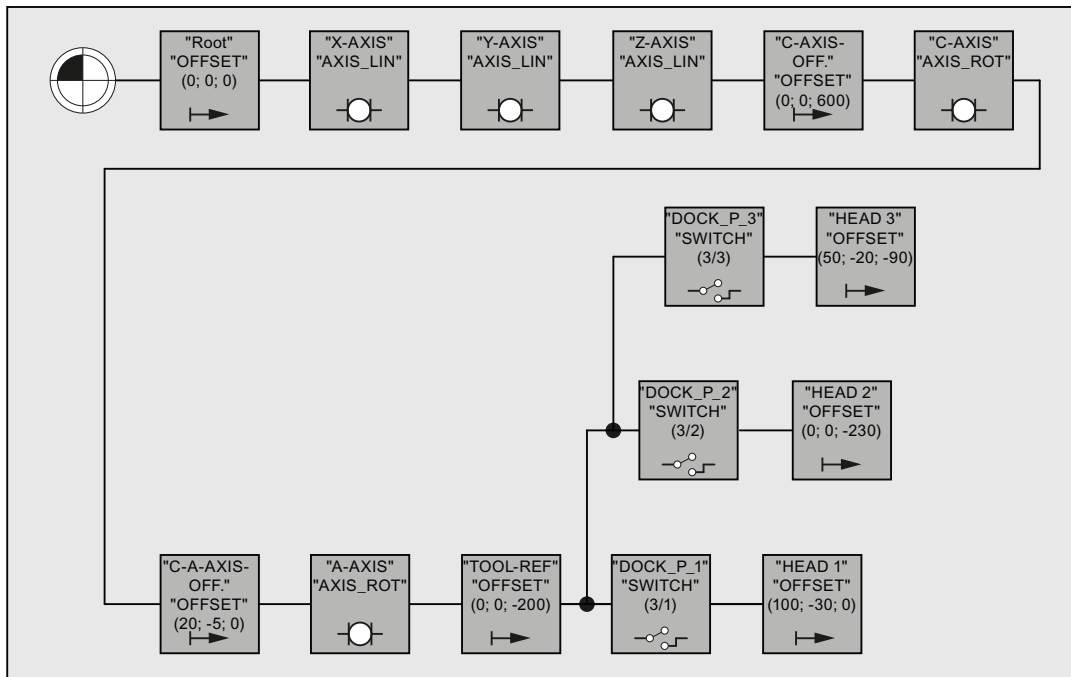 "Root"
"OFFSET"
(0; 0; 0)
"X-AXIS"
"AXIS_LIN"
"Y-AXIS"
"AXIS_LIN"
"Z-AXIS"
"AXIS_LIN"
"C-AXIS-
OFF."
"OFFSET"
(0; 0; 600)
"C-AXIS"
"AXIS_ROT"
"DOCK_P_3"
"SWITCH"
(3/3)
"HEAD 3"
"OFFSET"
(50; -20; -90)
"DOCK_P_2"
"SWITCH"
(3/2)
"HEAD 2"
"OFFSET"
(0; 0; -230)
"C-A-AXIS-
OFF."
"OFFSET"
(20; -5; 0)
"A-AXIS"
"AXIS_ROT"
"TOOL-REF"
"OFFSET"
(0; 0; -200)
"DOCK_P_1"
"SWITCH"
(3/1)
"HEAD 1"
"OFFSET"
(100; -30; 0)